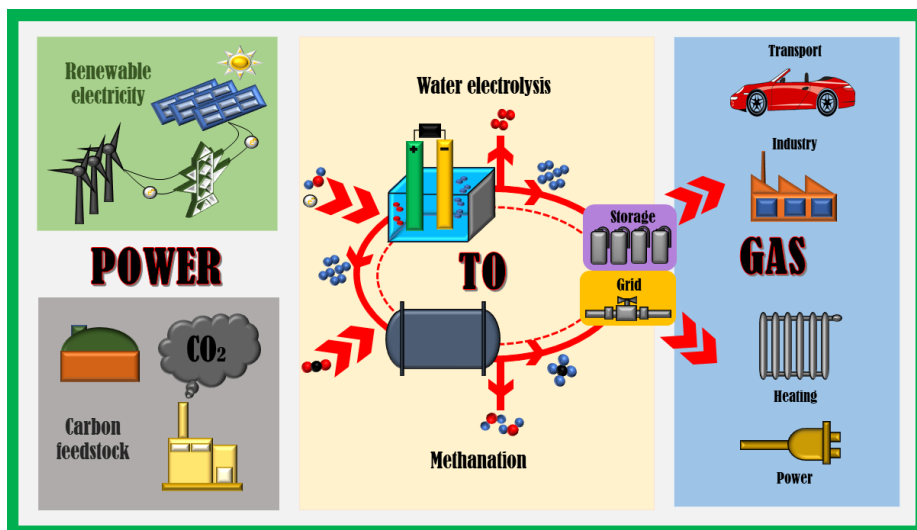 Renewable
electricity
POWER
CO₂
Carbon
feedstock
Water electrolysis
+ -
TO
Storage
Grid
Methanation
Transport
Industry
GAS
Heating
Power